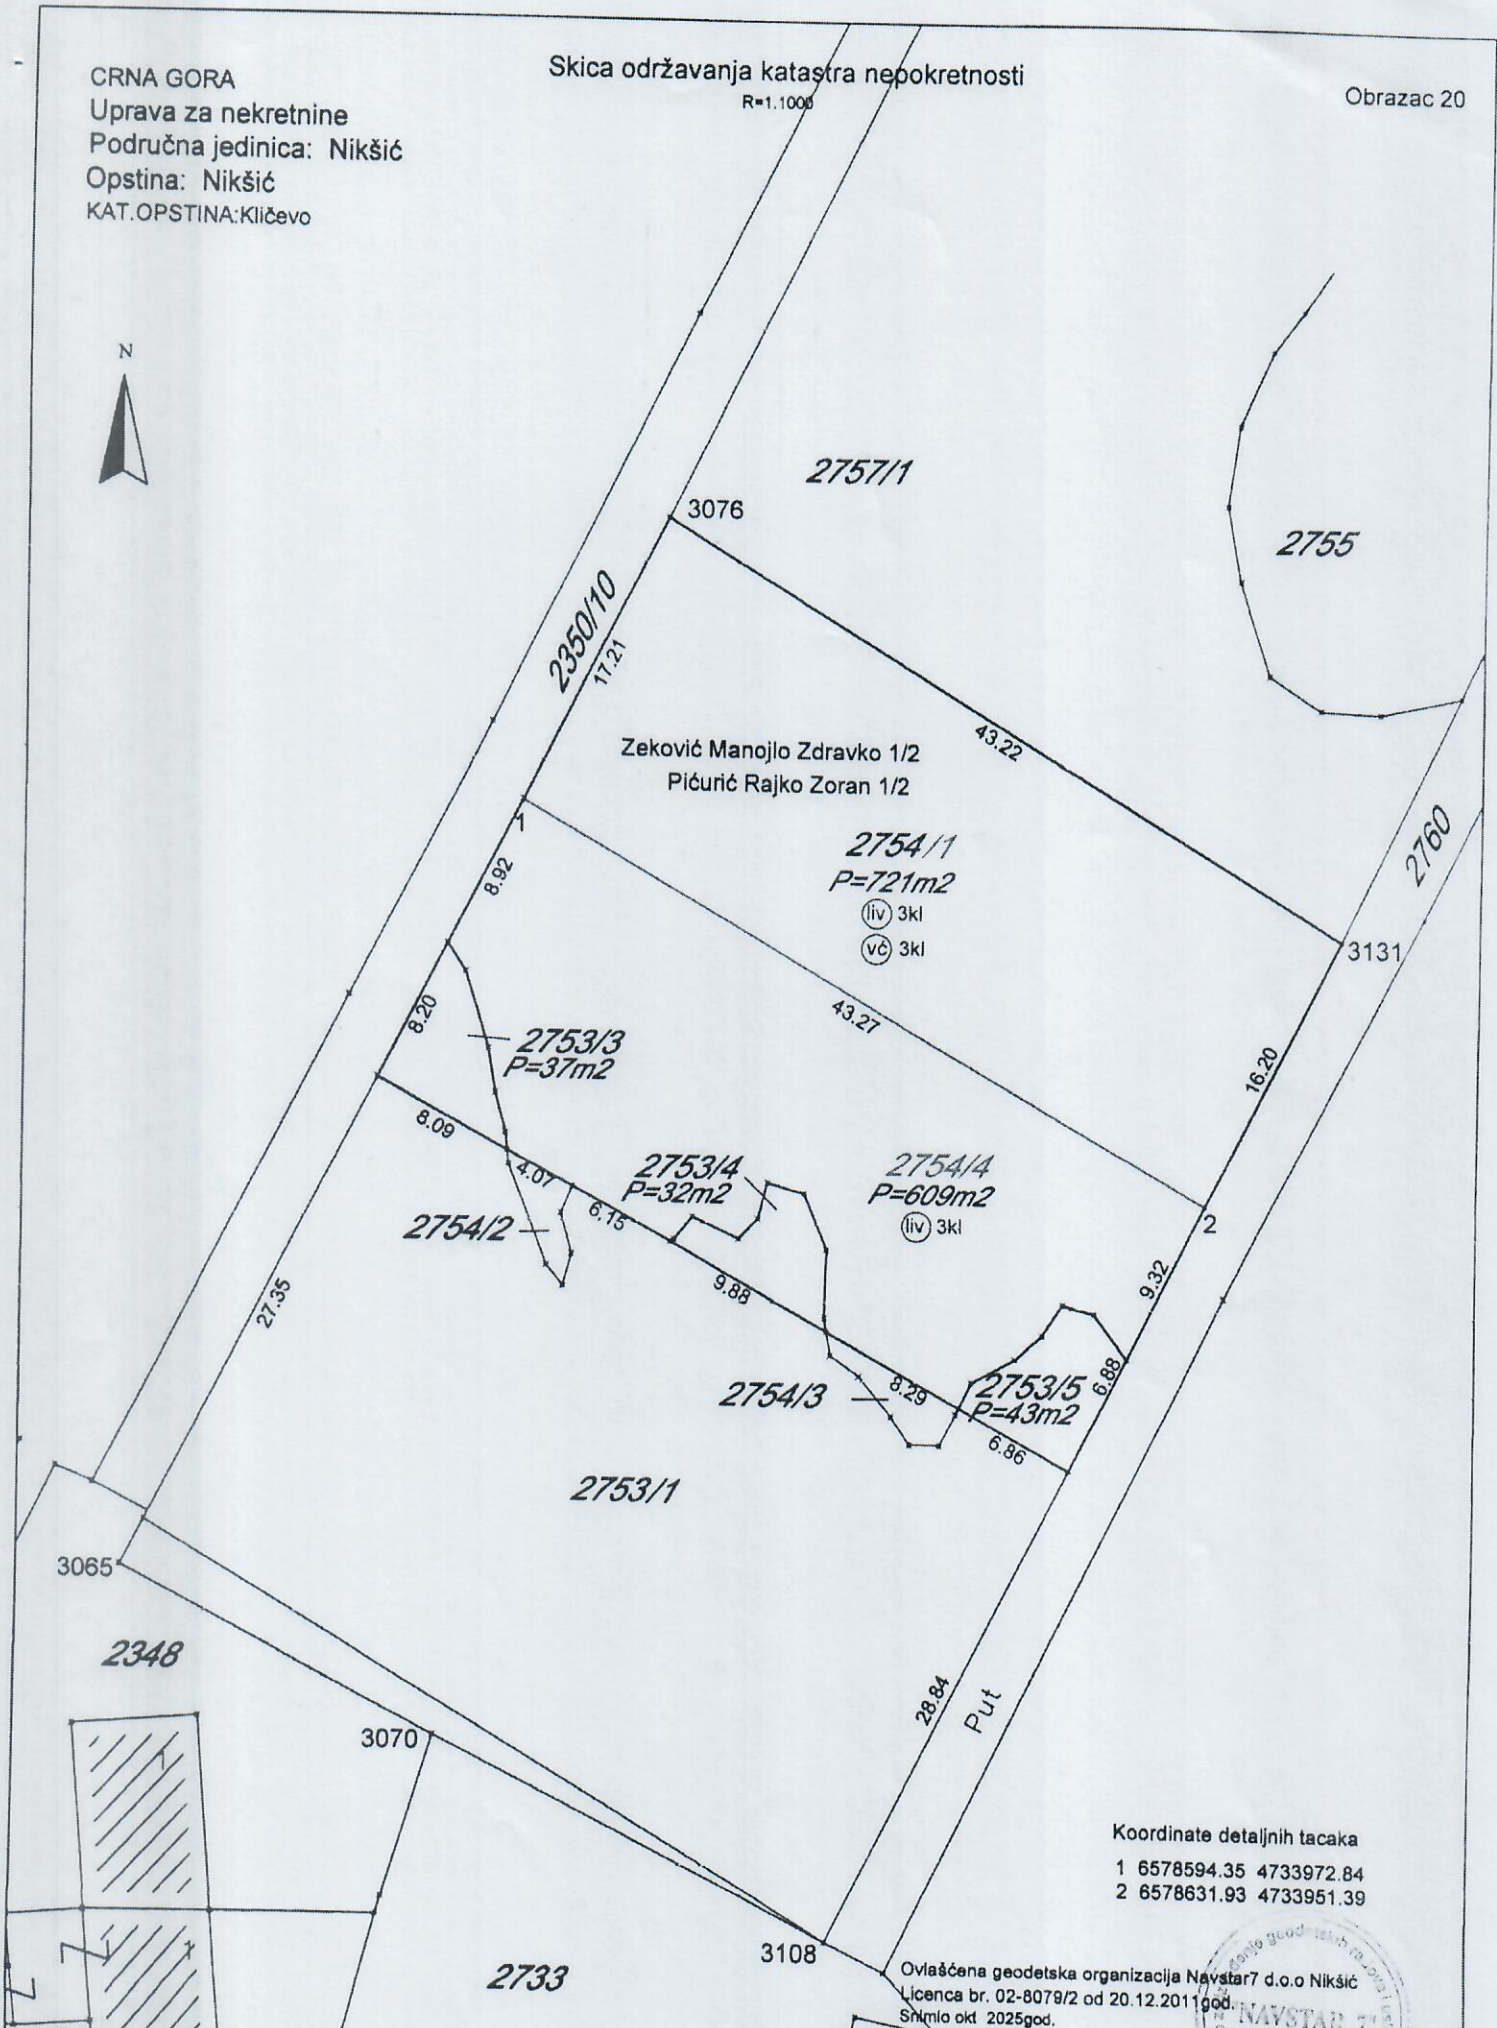 CRNA GORA
Uprava za nekretnine
Područna jedinica: Nikšić
Opstina: Nikšić
KAT.OPSTINA:Kličevo
Skica održavanja katastra nepokretnosti
R=1.1000
Obrazac 20
N
2757/1
3076
2755
2350/10
17.21
43.22
Zeković Manojlo Zdravko 1/2
Pićurić Rajko Zoran 1/2
1
2754/1
P=721m2
liv 3kl
vć 3kl
2760
8.92
3131
43.27
8.20
2753/3
P=37m2
16.20
8.09
4.07
2753/4
P=32m2
2754/4
P=609m2
liv 3kl
2754/2
6.15
2
9.88
9.32
27.35
2754/3
8.29
2753/5
P=43m2
6.88
6.86
2753/1
3065
2348
28.84
Put
3070
Koordinate detaljnih tacaka
1 6578594.35 4733972.84
2 6578631.93 4733951.39
3108
2733
Ovlašćena geodetska organizacija Navstar7 d.o.o Nikšić
Licenca br. 02-8079/2 od 20.12.2011god.
Snimio okt 2025god.
"NAVSTAR 7"